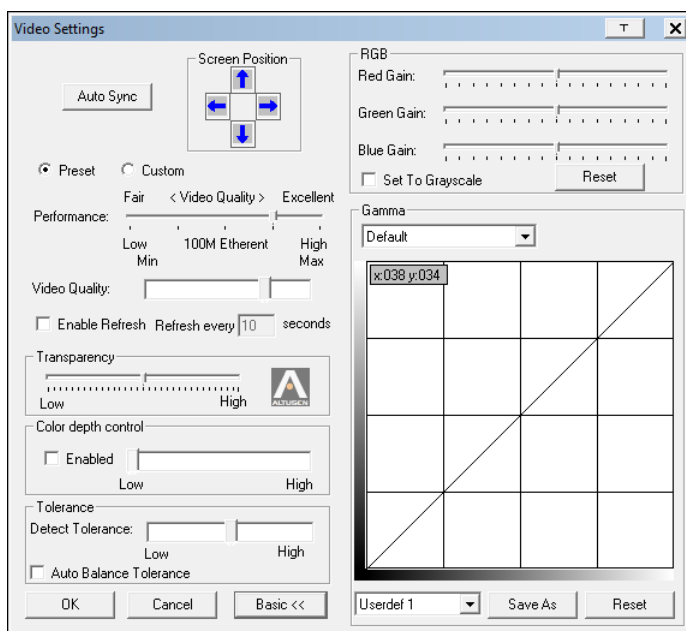 Video Settings
Auto Sync
Screen Position
Preset
Custom
Fair < Video Quality > Excellent
Performance:
Low 100M Etherent High
Min Max
Video Quality:
Enable Refresh Refresh every 10 seconds
Transparency
Low High
ALTUSEN
Color depth control
Enabled
Low High
Tolerance
Detect Tolerance:
Low High
Auto Balance Tolerance
OK Cancel Basic <<
RGB
Red Gain:
Green Gain:
Blue Gain:
Set To Grayscale Reset
Gamma
Default
x:038 y:034
Userdef 1 Save As Reset